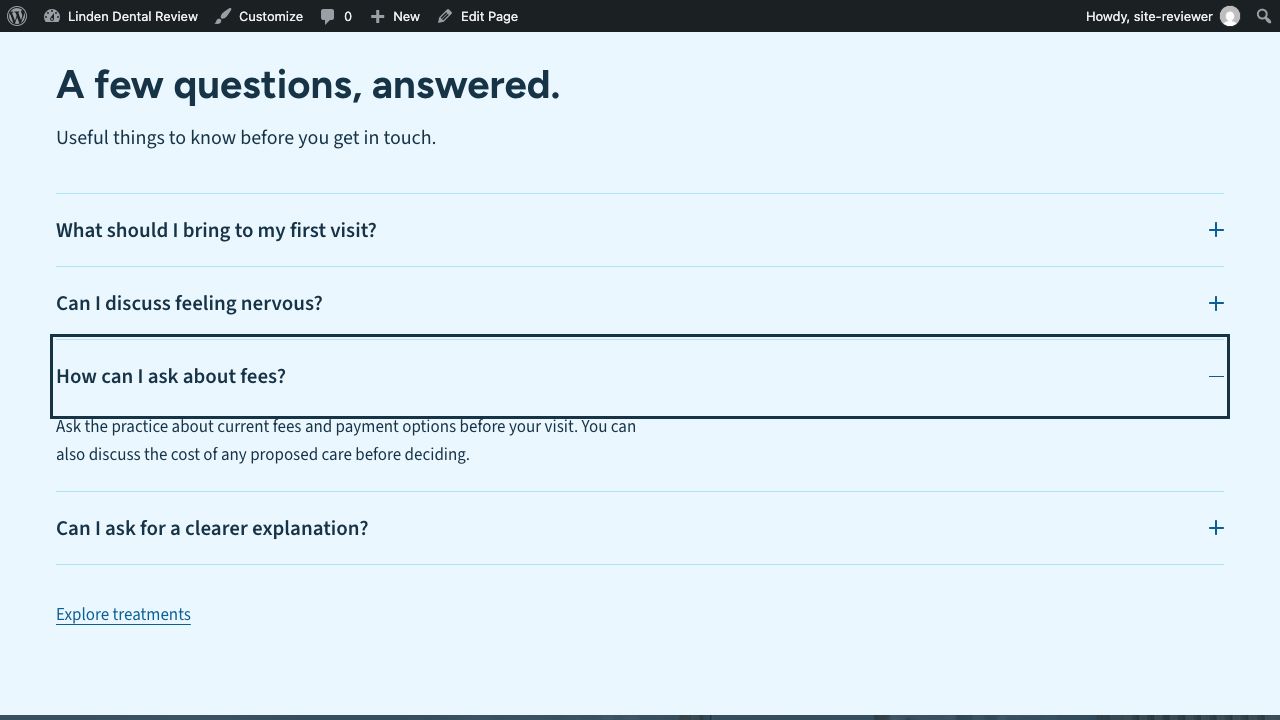 Linden Dental Review Customize 0 New Edit Page Howdy, site-reviewer
A few questions, answered.
Useful things to know before you get in touch.
What should I bring to my first visit?
Can I discuss feeling nervous?
How can I ask about fees?
Ask the practice about current fees and payment options before your visit. You can
also discuss the cost of any proposed care before deciding.
Can I ask for a clearer explanation?
Explore treatments